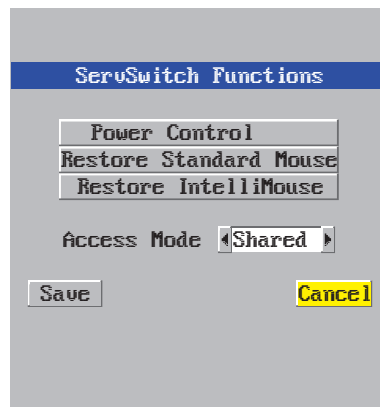 ServSwitch Functions
Power Control
Restore Standard Mouse
Restore IntelliMouse
Access Mode Shared
Save Cancel